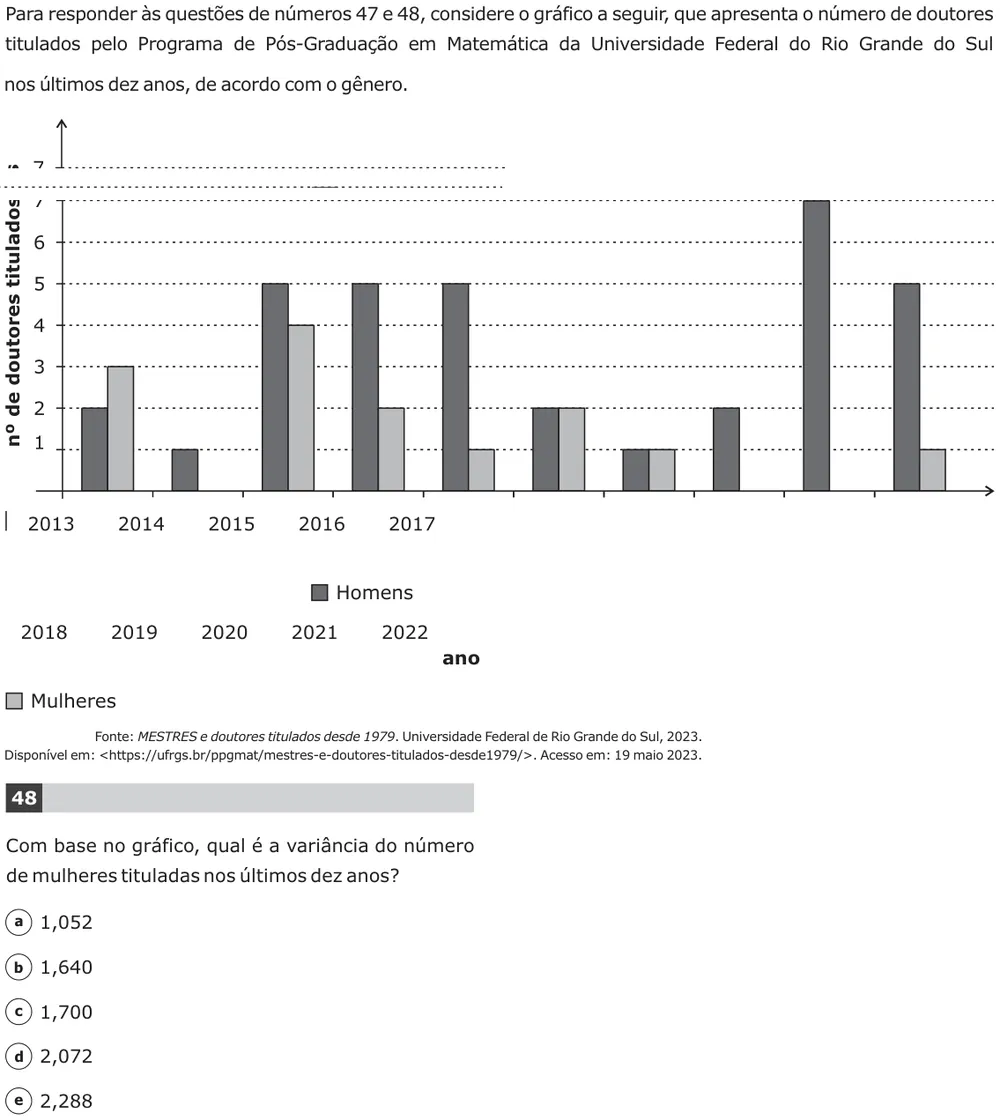 Para responder às questões de números 47 e 48, considere o gráfico a seguir, que apresenta o número de doutores
titulados pelo Programa de Pós-Graduação em Matemática da Universidade Federal do Rio Grande do Sul
nos últimos dez anos, de acordo com o gênero.
7
7
6
5
4
3
2
1
nº de doutores titulados
2013 2014 2015 2016 2017
Homens
2018 2019 2020 2021 2022
ano
Mulheres
Fonte: MESTRES e doutores titulados desde 1979. Universidade Federal de Rio Grande do Sul, 2023.
Disponível em: <https://ufrgs.br/ppgmat/mestres-e-doutores-titulados-desde1979/>. Acesso em: 19 maio 2023.
48
Com base no gráfico, qual é a variância do número
de mulheres tituladas nos últimos dez anos?
a 1,052
b 1,640
c 1,700
d 2,072
e 2,288